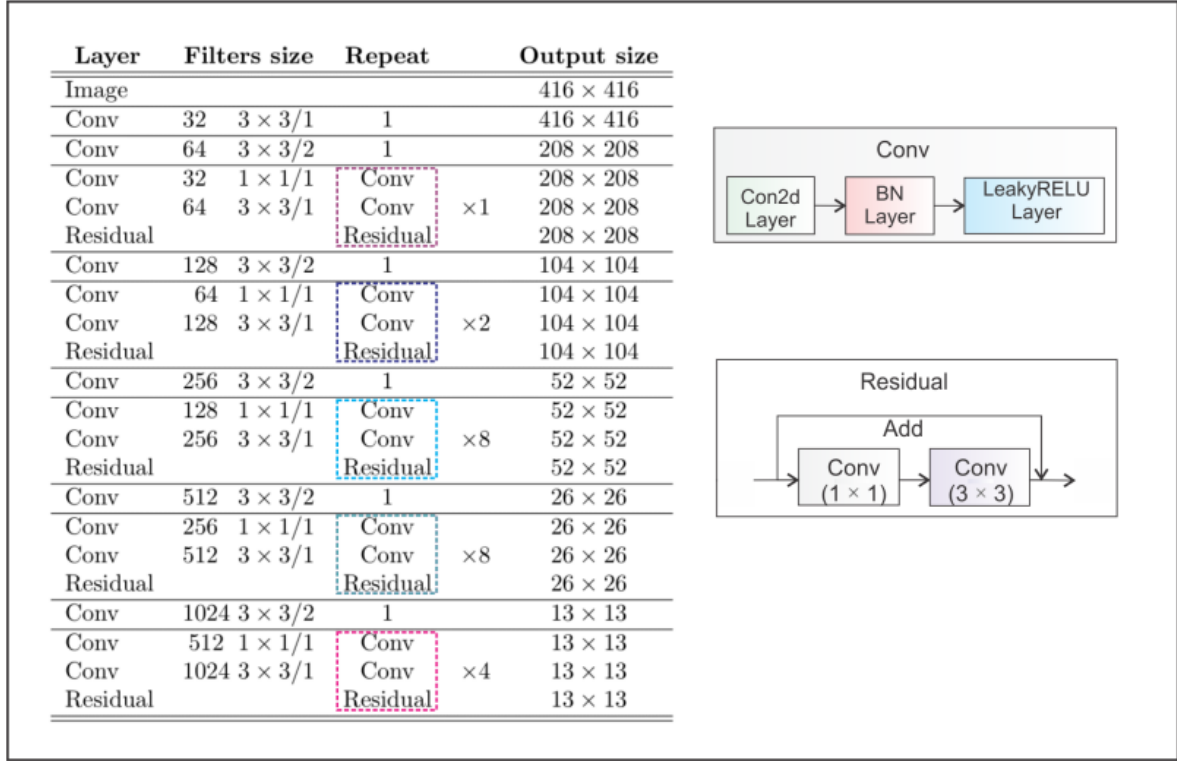 Layer Filters size Repeat Output size
Image 416 × 416
Conv 32 3 × 3/1 1 416 × 416
Conv 64 3 × 3/2 1 208 × 208
Conv 32 1 × 1/1 Conv 208 × 208
Conv 64 3 × 3/1 Conv ×1 208 × 208
Residual Residual 208 × 208
Conv 128 3 × 3/2 1 104 × 104
Conv 64 1 × 1/1 Conv 104 × 104
Conv 128 3 × 3/1 Conv ×2 104 × 104
Residual Residual 104 × 104
Conv 256 3 × 3/2 1 52 × 52
Conv 128 1 × 1/1 Conv 52 × 52
Conv 256 3 × 3/1 Conv ×8 52 × 52
Residual Residual 52 × 52
Conv 512 3 × 3/2 1 26 × 26
Conv 256 1 × 1/1 Conv 26 × 26
Conv 512 3 × 3/1 Conv ×8 26 × 26
Residual Residual 26 × 26
Conv 1024 3 × 3/2 1 13 × 13
Conv 512 1 × 1/1 Conv 13 × 13
Conv 1024 3 × 3/1 Conv ×4 13 × 13
Residual Residual 13 × 13
Conv
Con2d BN LeakyRELU
Layer Layer Layer
Residual
Add
Conv Conv
(1 × 1) (3 × 3)